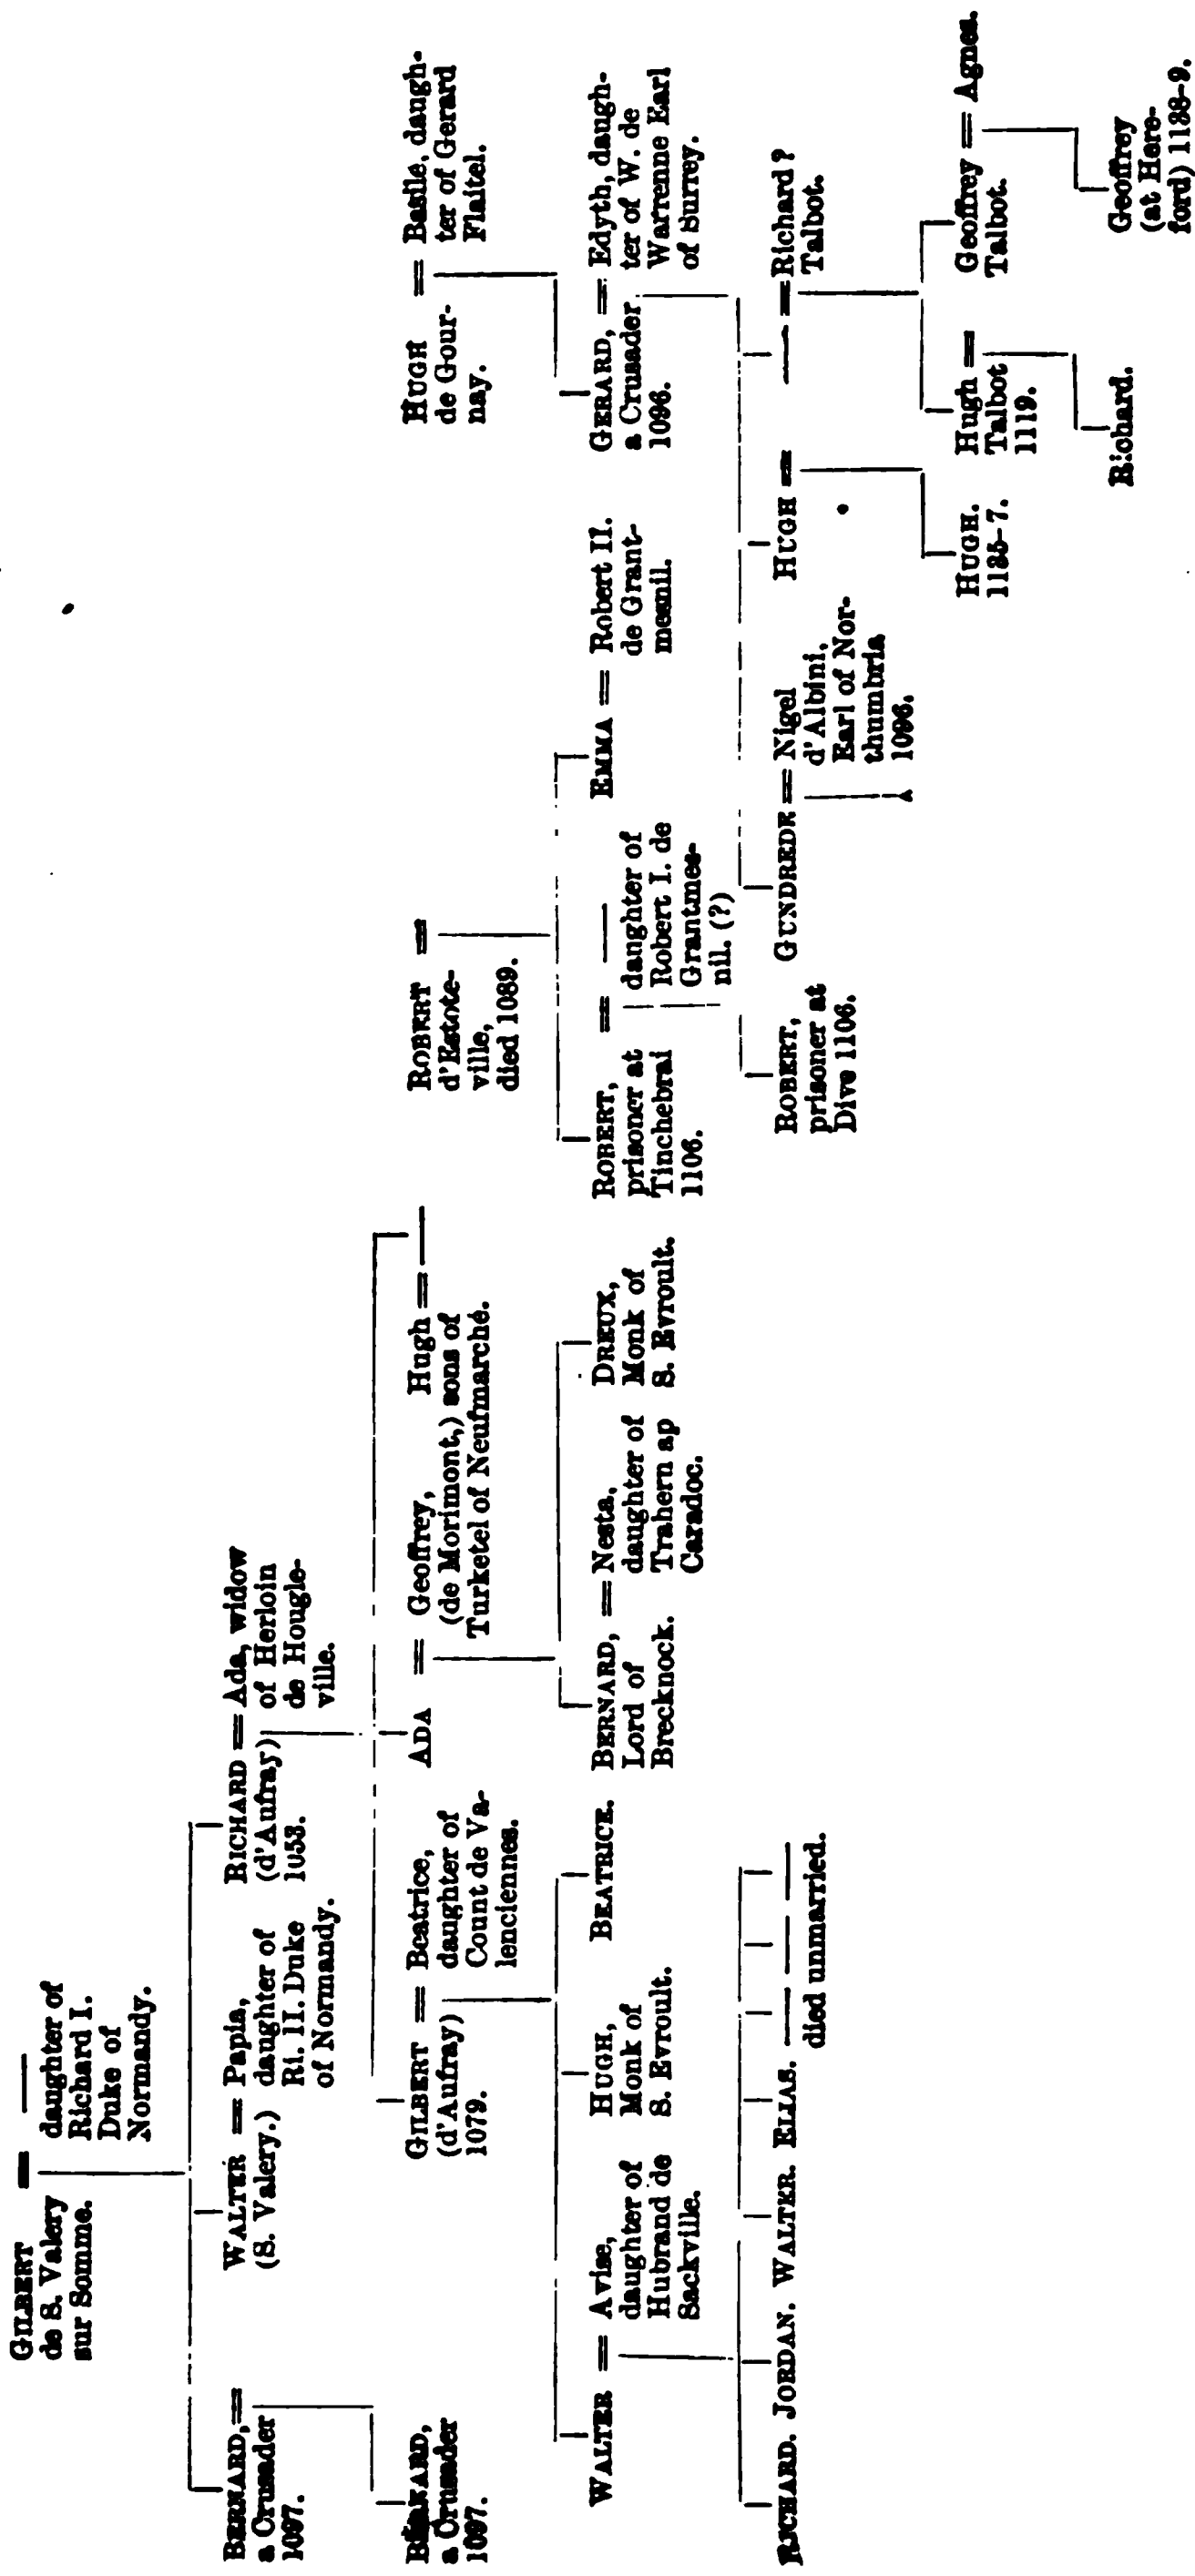 GILBERT == ——
de S. Valery daughter of
sur Somme. Richard I.
Duke of
Normandy.
BERNARD, ==
a Crusader
1097.
WALTER == Papia,
(S. Valery.) daughter of
Ri. II. Duke
of Normandy.
RICHARD == Ada, widow
(d'Aufray) of Herloin
1053. de Hougle-
ville.
BERNARD,
a Crusader
1097.
GILBERT == Beatrice,
(d'Aufray) daughter of
1079. Count de Va-
lenciennes.
ADA == Geoffrey, Hugh == ——
(de Morimont,) sons of
Turketel of Neufmarché.
ROBERT ==
d'Estote-
ville,
died 1089.
HUGH == Basile, daugh-
de Gour- ter of Gerard
nay. Flaitel.
WALTER == Avise,
daughter of
Hubrand de
Sackville.
HUGH,
Monk of
S. Evroult.
BEATRICE.
BERNARD, == Nesta,
Lord of daughter of
Brecknock. Trahern ap
Caradoc.
DREUX,
Monk of
S. Evroult.
ROBERT, == ——
prisoner at daughter of
Tinchebrai Robert I. de
1106. Grantmes-
nil. (?)
EMMA == Robert II.
de Grant-
mesnil.
GERARD, == Edyth, daugh-
a Crusader ter of W. de
1096. Warrenne Earl
of Surrey.
RICHARD. JORDAN. WALTER. ELIAS. —— —— ——
died unmarried.
ROBERT,
prisoner at
Dive 1106.
GUNDREDR == Nigel
d'Albini,
Earl of Nor-
thumbria
1096.
HUGH ==
—— == Richard?
Talbot.
HUGH.
1135-7.
Hugh ==
Talbot
1119.
Geoffrey == Agnes.
Talbot.
Richard.
Geoffrey
(at Here-
ford) 1138-9.